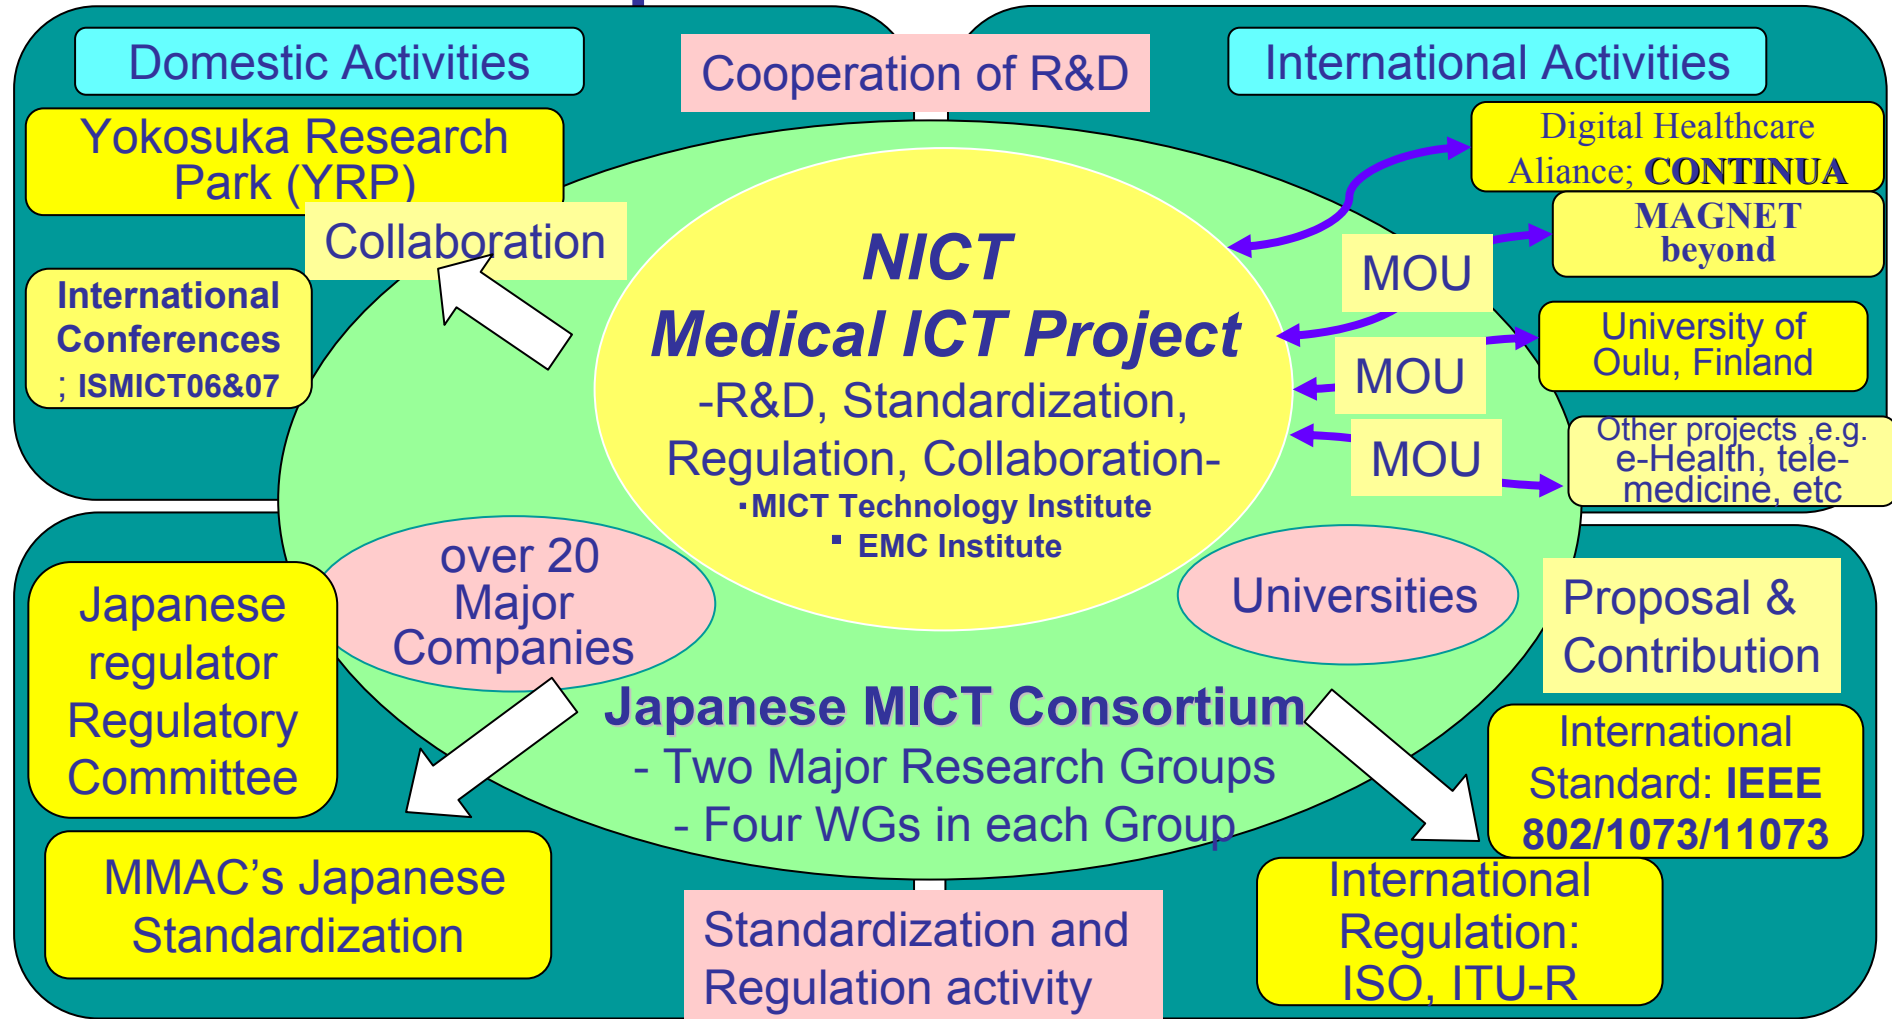 Domestic Activities
Cooperation of R&D
International Activities
Yokosuka Research
Park (YRP)
Collaboration
International
Conferences
; ISMICT06&07
NICT
Medical ICT Project
-R&D, Standardization,
Regulation, Collaboration-
▪MICT Technology Institute
▪ EMC Institute
Digital Healthcare
Aliance; CONTINUA
MAGNET
beyond
MOU
University of
Oulu, Finland
MOU
Other projects ,e.g.
e-Health, tele-
medicine, etc
MOU
over 20
Major
Companies
Universities
Japanese
regulator
Regulatory
Committee
Proposal &
Contribution
Japanese MICT Consortium
- Two Major Research Groups
- Four WGs in each Group
International
Standard: IEEE
802/1073/11073
MMAC's Japanese
Standardization
Standardization and
Regulation activity
International
Regulation:
ISO, ITU-R